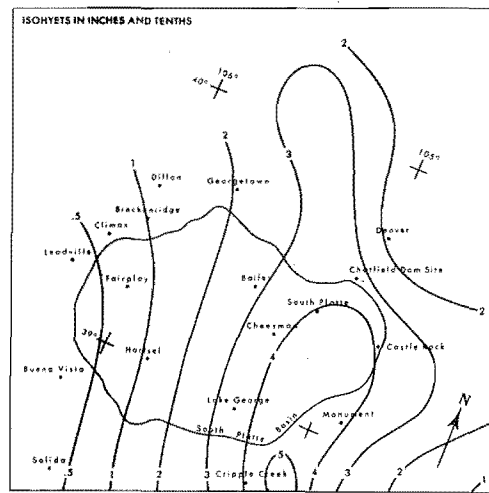 ISOHYETS IN INCHES AND TENTHS
2
40°
105°
105°
2
3
1
Dillon
Georgetown
Breckenridge
.5
Climax
Denver
Leadville
Fairplay
Bailey
Chatfield Dam Site
South Platte
2
39°
Cheesman
4
Castle Rock
Hartsel
Buena Vista
Lake George
Monument
N
South Platte Basin
Salida
.5
1
2
3
Cripple Creek
.5
4
3
2
1
1